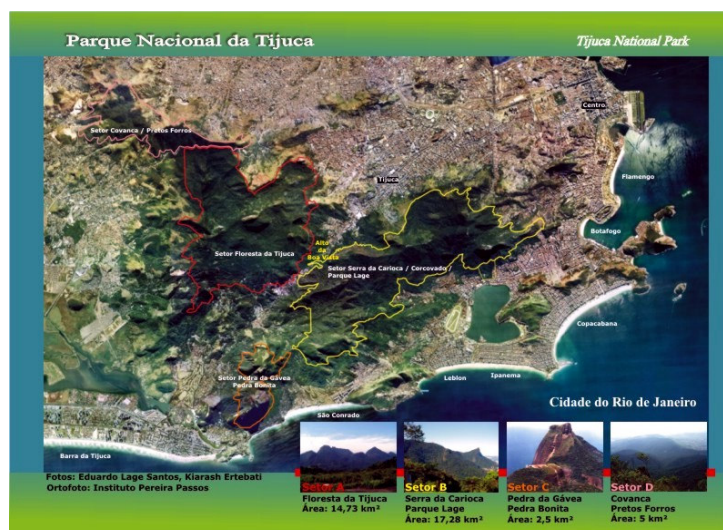 Parque Nacional da Tijuca
Tijuca National Park
Centro
Setor Covanca / Pretos Forros
Tijuca
Flamengo
Botafogo
Alto
da
Boa Vista
Setor Floresta da Tijuca
Setor Serra da Carioca / Corcovado /
Parque Lage
Copacabana
Setor Pedra da Gávea
Pedra Bonita
Leblon
Ipanema
São Conrado
Cidade do Rio de Janeiro
Barra da Tijuca
Fotos: Eduardo Lage Santos, Kiarash Ertebati
Ortofoto: Instituto Pereira Passos
Setor A
Floresta da Tijuca
Área: 14,73 km²
Setor B
Serra da Carioca
Parque Lage
Área: 17,28 km²
Setor C
Pedra da Gávea
Pedra Bonita
Área: 2,5 km²
Setor D
Covanca
Pretos Forros
Área: 5 km²